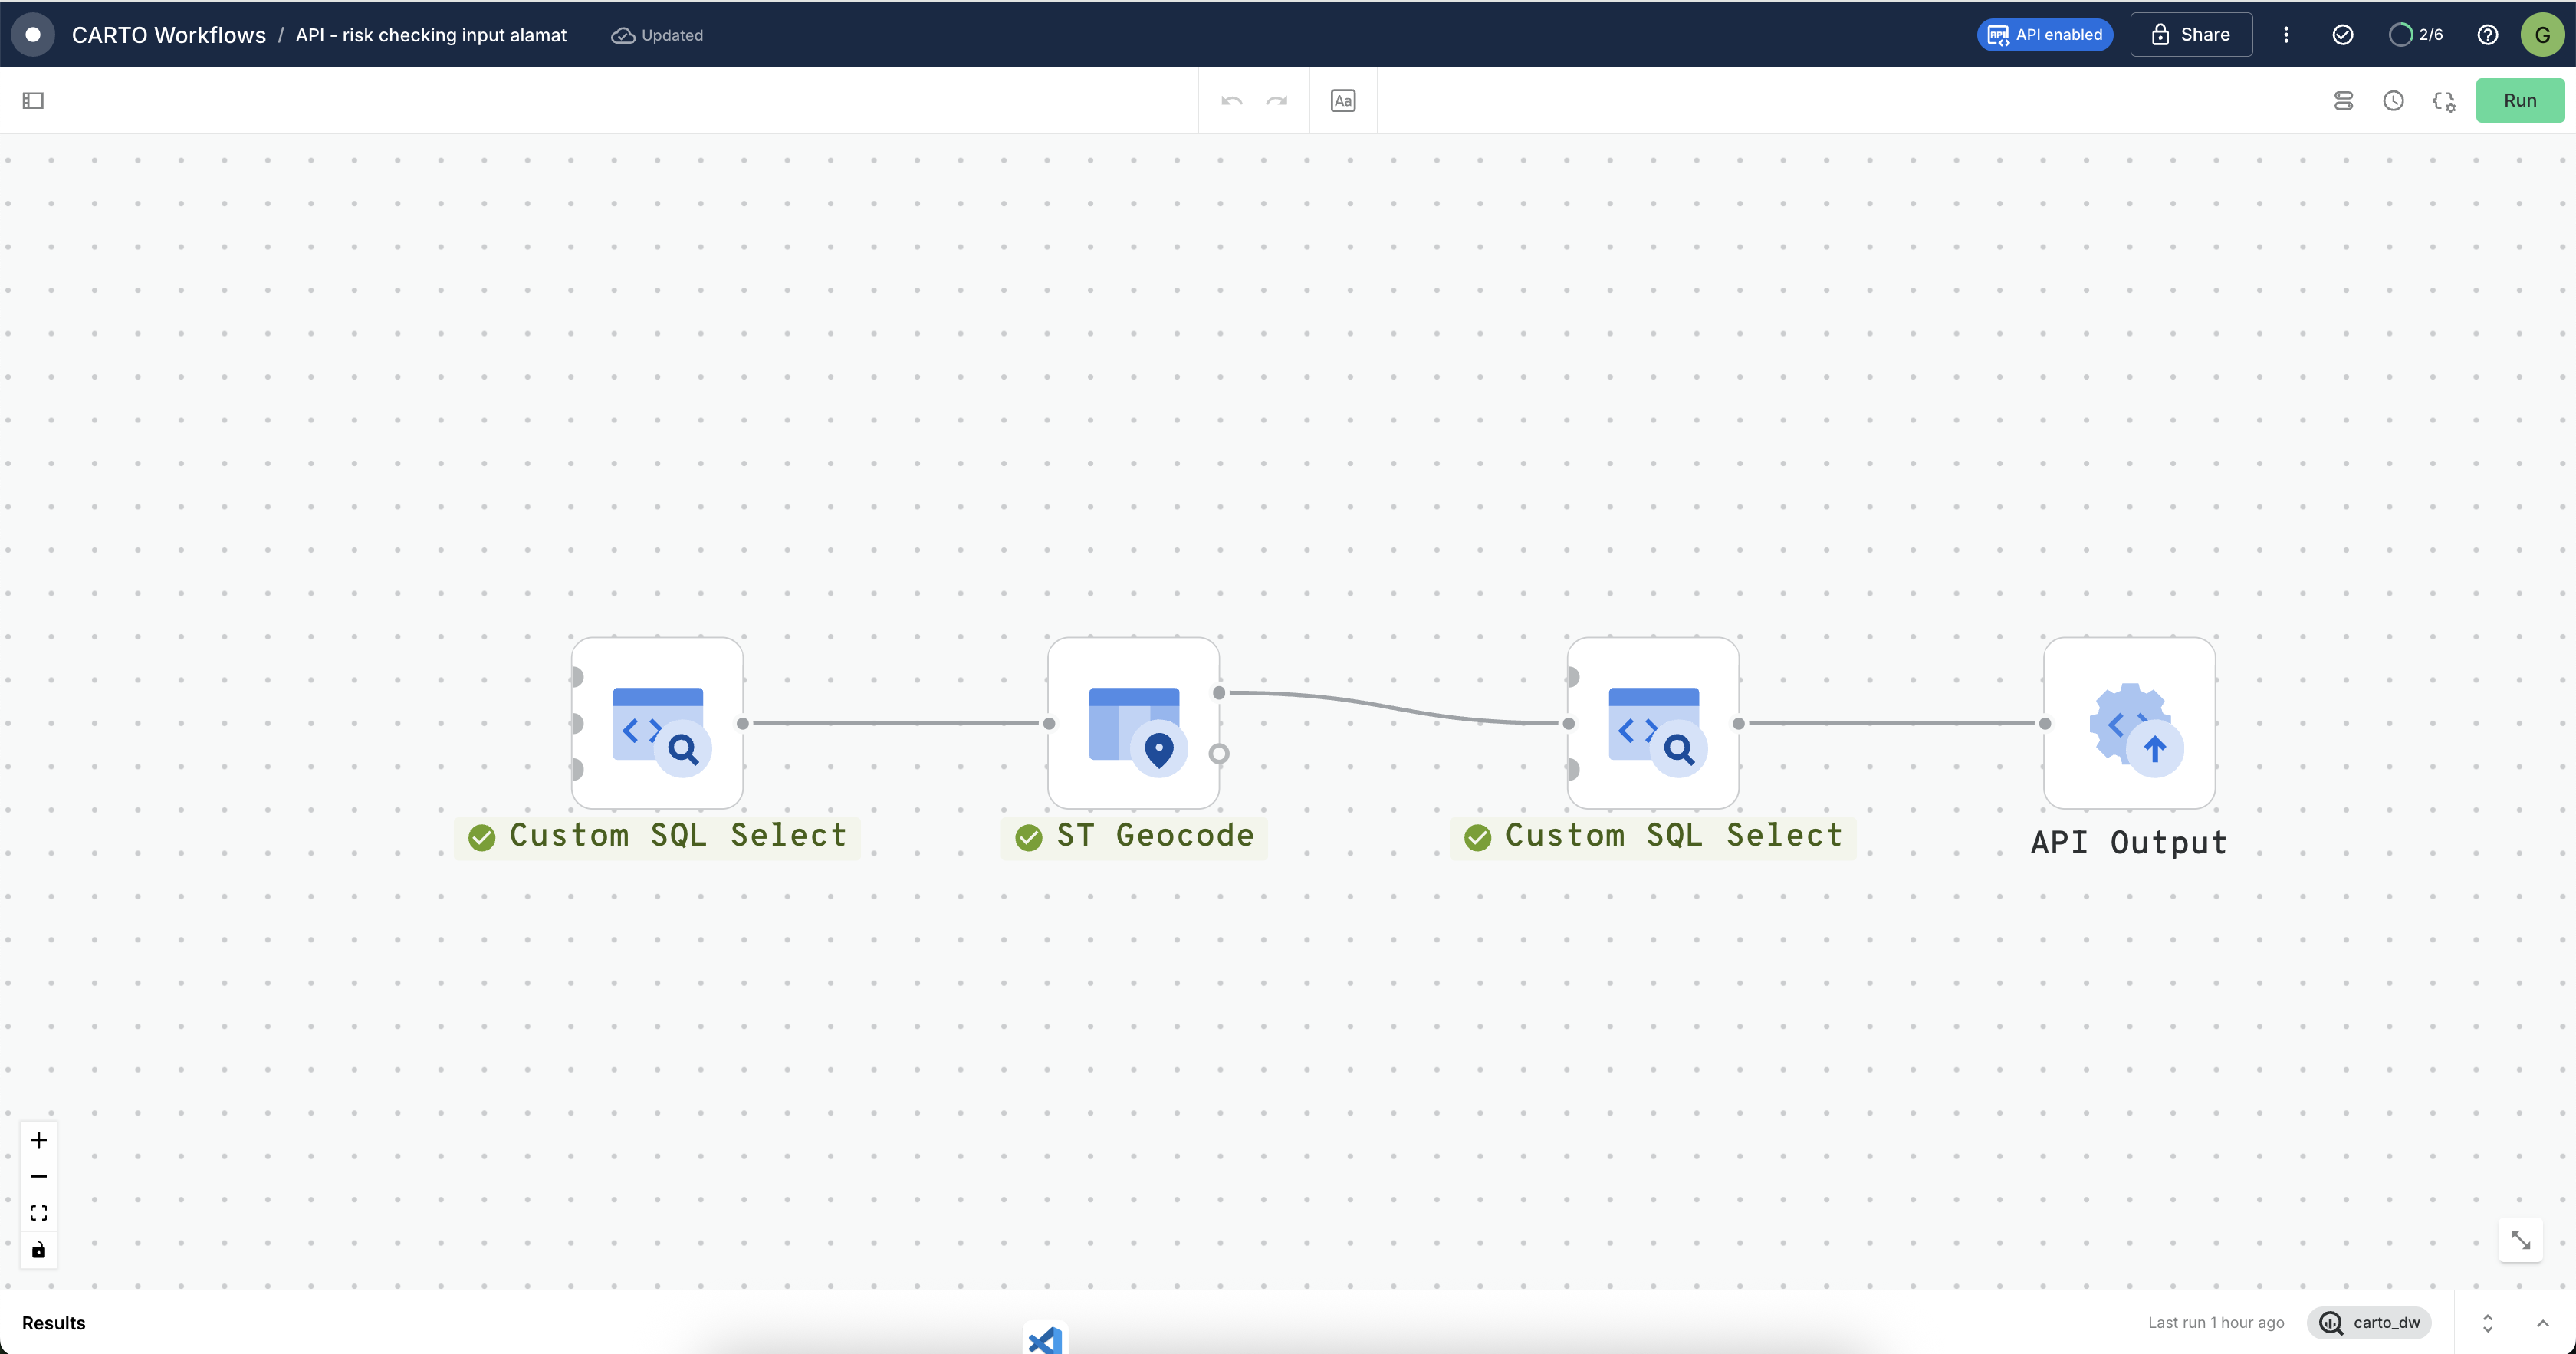 CARTO Workflows / API - risk checking input alamat Updated API API enabled Share 2/6 G
Aa Run
Custom SQL Select ST Geocode Custom SQL Select API Output
Results Last run 1 hour ago carto_dw